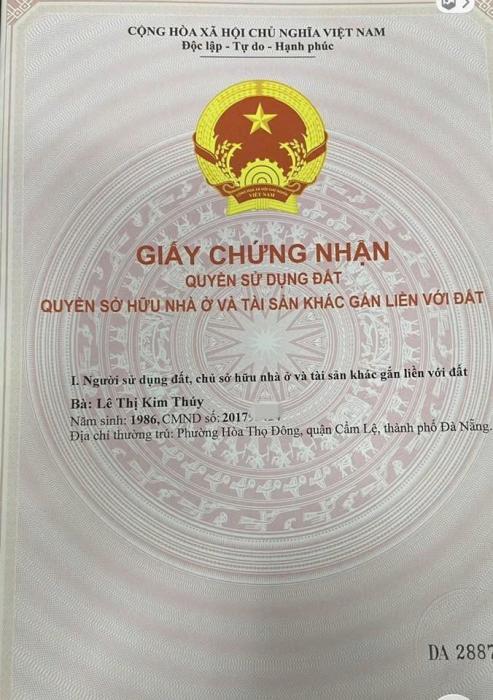 CỘNG HÒA XÃ HỘI CHỦ NGHĨA VIỆT NAM
Độc lập - Tự do - Hạnh phúc
VIỆT NAM
GIẤY CHỨNG NHẬN
QUYỀN SỬ DỤNG ĐẤT
QUYỀN SỞ HỮU NHÀ Ở VÀ TÀI SẢN KHÁC GẮN LIỀN VỚI ĐẤT
I. Người sử dụng đất, chủ sở hữu nhà ở và tài sản khác gắn liền với đất
Bà: Lê Thị Kim Thúy
Năm sinh: 1986, CMND số: 2017
Địa chỉ thường trú: Phường Hòa Thọ Đông, quận Cẩm Lệ, thành phố Đà Nẵng.
DA 2887